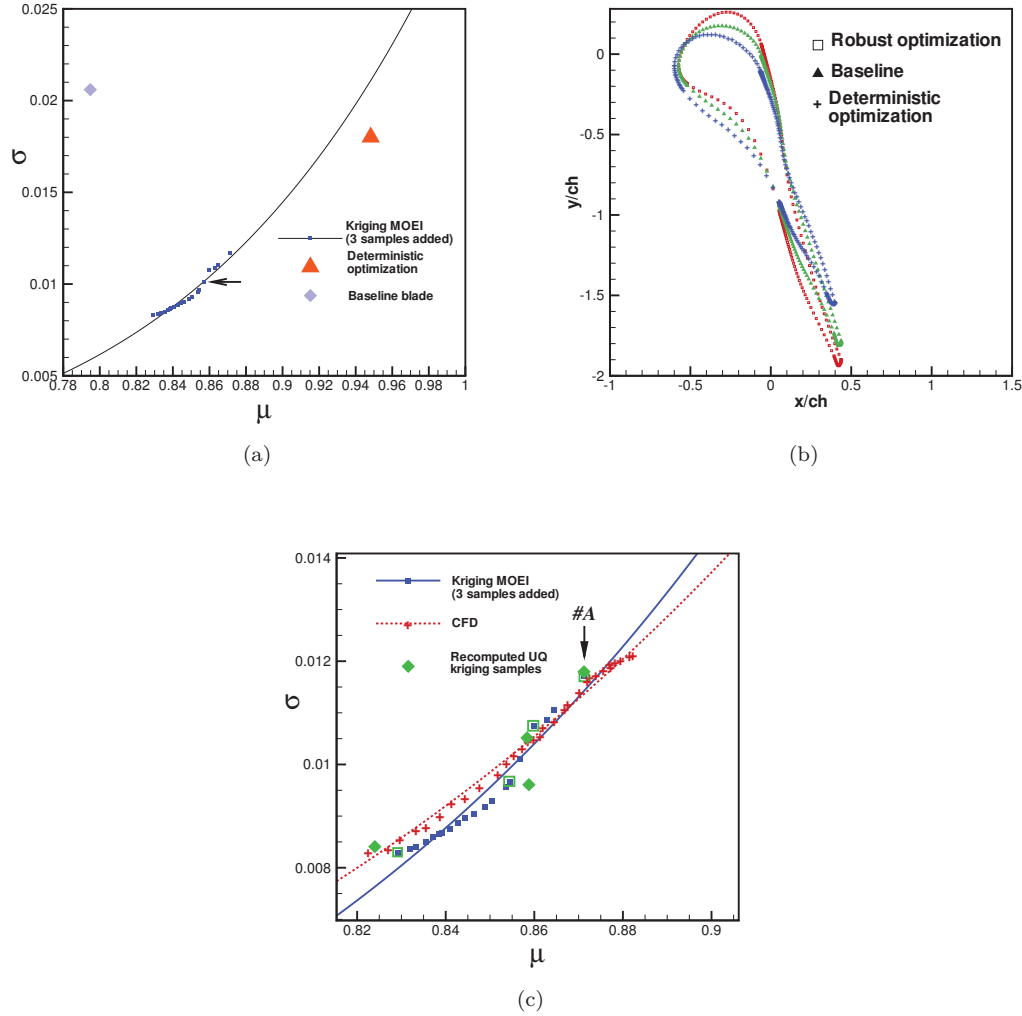 0.025
0.02
0.015
0.01
0.005
σ
0.78 0.8 0.82 0.84 0.86 0.88 0.9 0.92 0.94 0.96 0.98 1
μ
Kriging MOEI
(3 samples added)
Deterministic
optimization
Baseline blade
(a)
0
-0.5
-1
-1.5
-2
y/ch
-1 -0.5 0 0.5 1 1.5
x/ch
Robust optimization
Baseline
Deterministic
optimization
(b)
0.014
0.012
0.01
0.008
σ
0.82 0.84 0.86 0.88 0.9
μ
Kriging MOEI
(3 samples added)
CFD
Recomputed UQ
kriging samples
#A
(c)